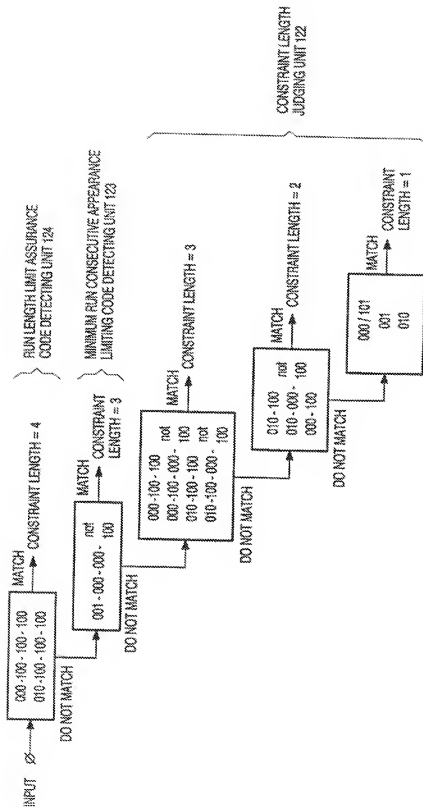 INPUT
000-100-100-100
010-100-100-100
MATCH
CONSTRAINT LENGTH = 4
RUN LENGTH LIMIT ASSURANCE
CODE DETECTING UNIT 124
DO NOT MATCH
not
001-000-000-100
MATCH
CONSTRAINT
LENGTH = 3
MINIMUM RUN CONSECUTIVE APPEARANCE
LIMITING CODE DETECTING UNIT 123
DO NOT MATCH
000-100-100 not
000-100-000-100
010-100-100 not
010-100-000-100
MATCH
CONSTRAINT LENGTH = 3
CONSTRAINT LENGTH
JUDGING UNIT 122
DO NOT MATCH
010-100 not
010-000-100
000-100
MATCH
CONSTRAINT LENGTH = 2
DO NOT MATCH
000 / 101
001
010
MATCH
CONSTRAINT
LENGTH = 1